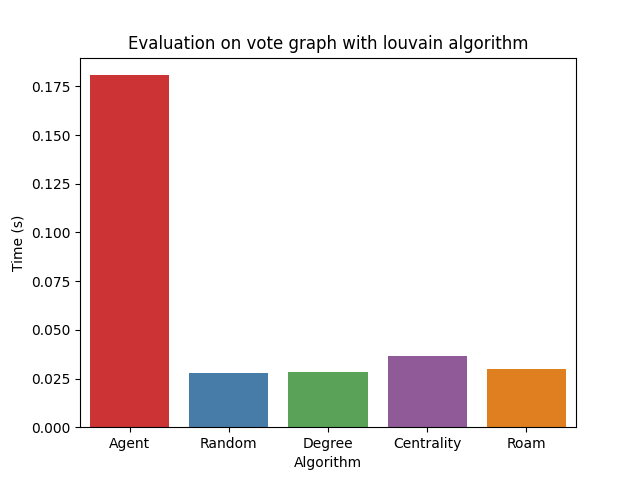 Evaluation on vote graph with louvain algorithm
Time (s)
0.175
0.150
0.125
0.100
0.075
0.050
0.025
0.000
Agent Random Degree Centrality Roam
Algorithm